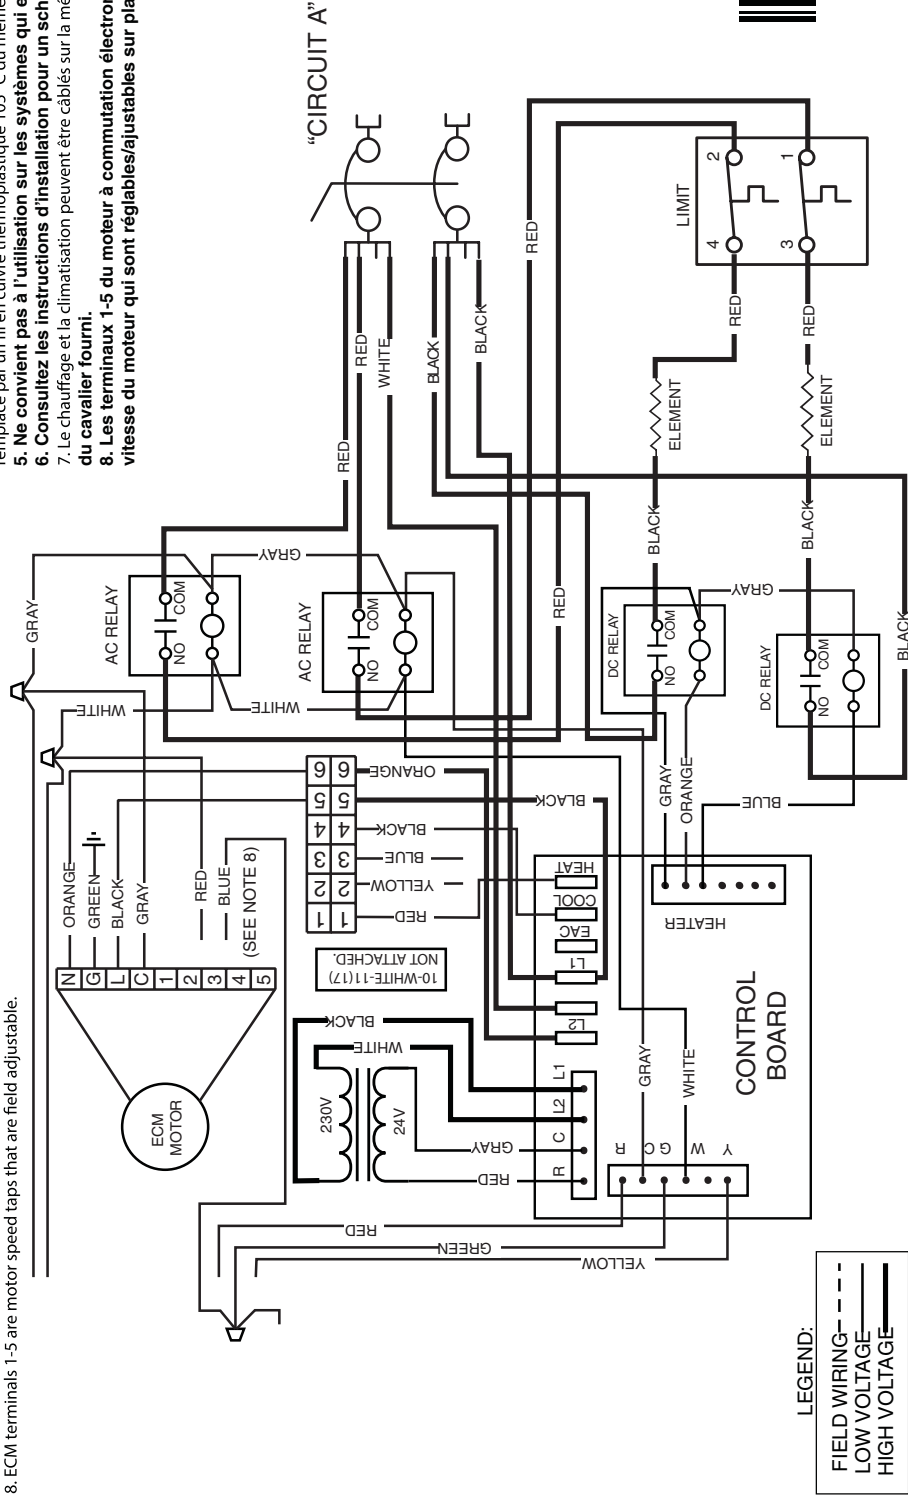 8. ECM terminals 1-5 are motor speed taps that are field adjustable.
remplacé par un fil en cuivre thermoplastique 105° C du même
5. Ne convient pas à l'utilisation sur les systèmes qui e
6. Consultez les instructions d'installation pour un sch
7. Le chauffage et la climatisation peuvent être câblés sur la mé
du cavalier fourni.
8. Les terminaux 1-5 du moteur à commutation électron
vitesse du moteur qui sont réglables/ajustables sur pla
"CIRCUIT A"
GRAY
WHITE
AC RELAY
NO
COM
GRAY
WHITE
AC RELAY
NO
COM
RED
RED
WHITE
BLACK
BLACK
RED
RED
ECM
MOTOR
N
G
L
C
1
2
3
4
5
ORANGE
GREEN
BLACK
GRAY
RED
BLUE
(SEE NOTE 8)
1 2 3 4 5 6
1 2 3 4 5 6
RED
YELLOW
BLUE
BLACK
BLACK
ORANGE
10-WHITE-11(17)
NOT ATTACHED.
230V
24V
BLACK
WHITE
GRAY
RED
R
C
L2
L1
L2
L1
EAC
COOL
HEAT
HEATER
CONTROL
BOARD
R
C
G
W
Y
GRAY
WHITE
RED
GREEN
YELLOW
GRAY
ORANGE
BLUE
DC RELAY
NO
COM
GRAY
DC RELAY
NO
COM
BLACK
BLACK
BLACK
ELEMENT
ELEMENT
RED
RED
LIMIT
4
2
3
1
LEGEND:
FIELD WIRING
LOW VOLTAGE
HIGH VOLTAGE